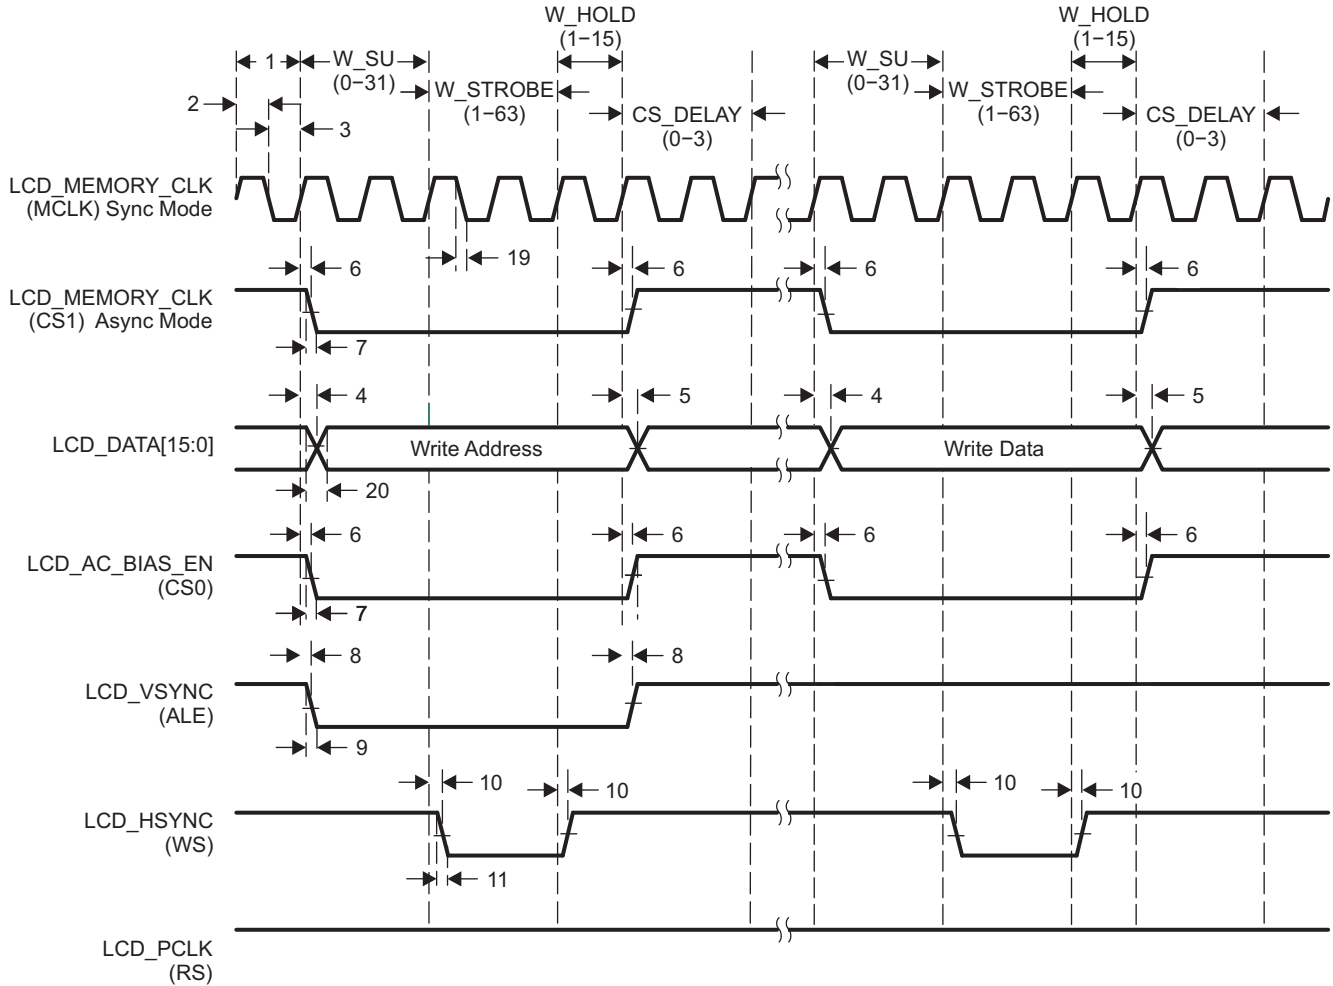 W_HOLD
(1−15)
W_HOLD
(1−15)
1
W_SU
(0−31)
W_SU
(0−31)
2
W_STROBE
(1−63)
W_STROBE
(1−63)
3
CS_DELAY
(0−3)
CS_DELAY
(0−3)
LCD_MEMORY_CLK
(MCLK) Sync Mode
19
6
6
6
6
LCD_MEMORY_CLK
(CS1) Async Mode
7
4
5
4
5
LCD_DATA[15:0]
Write Address
Write Data
20
6
6
6
6
LCD_AC_BIAS_EN
(CS0)
7
8
8
LCD_VSYNC
(ALE)
9
10
10
10
10
LCD_HSYNC
(WS)
11
LCD_PCLK
(RS)